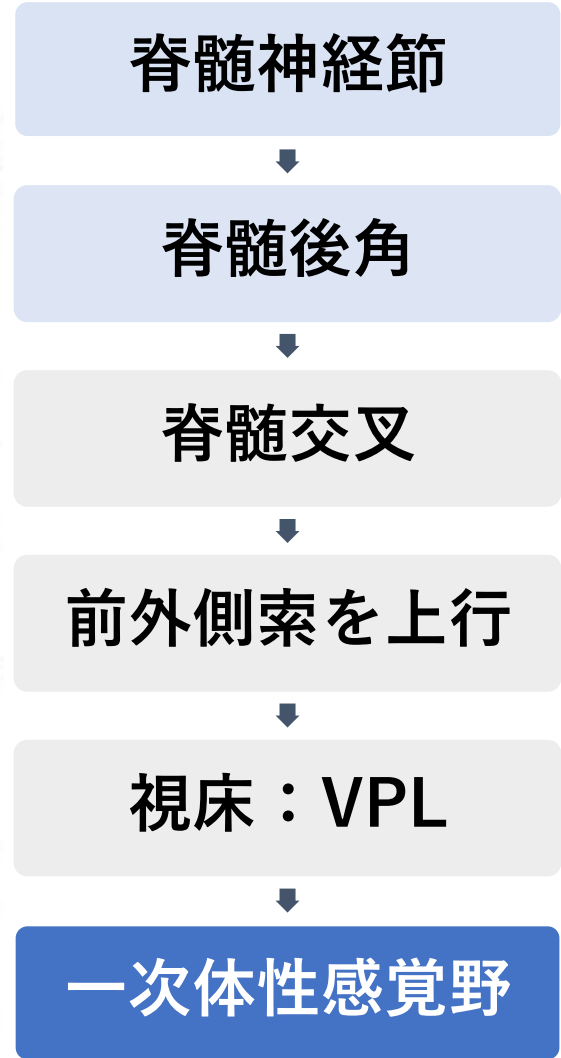 脊髄神経節
脊髄後角
脊髄交叉
前外側索を上行
視床：VPL
一次体性感覚野